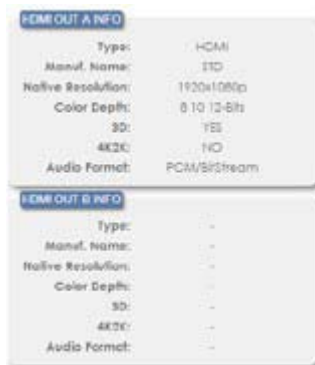 HDMI OUT A INFO
Type: HDMI
Manuf. Name: STD
Native Resolution: 1920x1080p
Color Depth: 8 10 12-Bits
3D: YES
4K2K: NO
Audio Format: PCM/BitStream
HDMI OUT B INFO
Type: -
Manuf. Name: -
Native Resolution: -
Color Depth: -
3D: -
4K2K: -
Audio Format: -